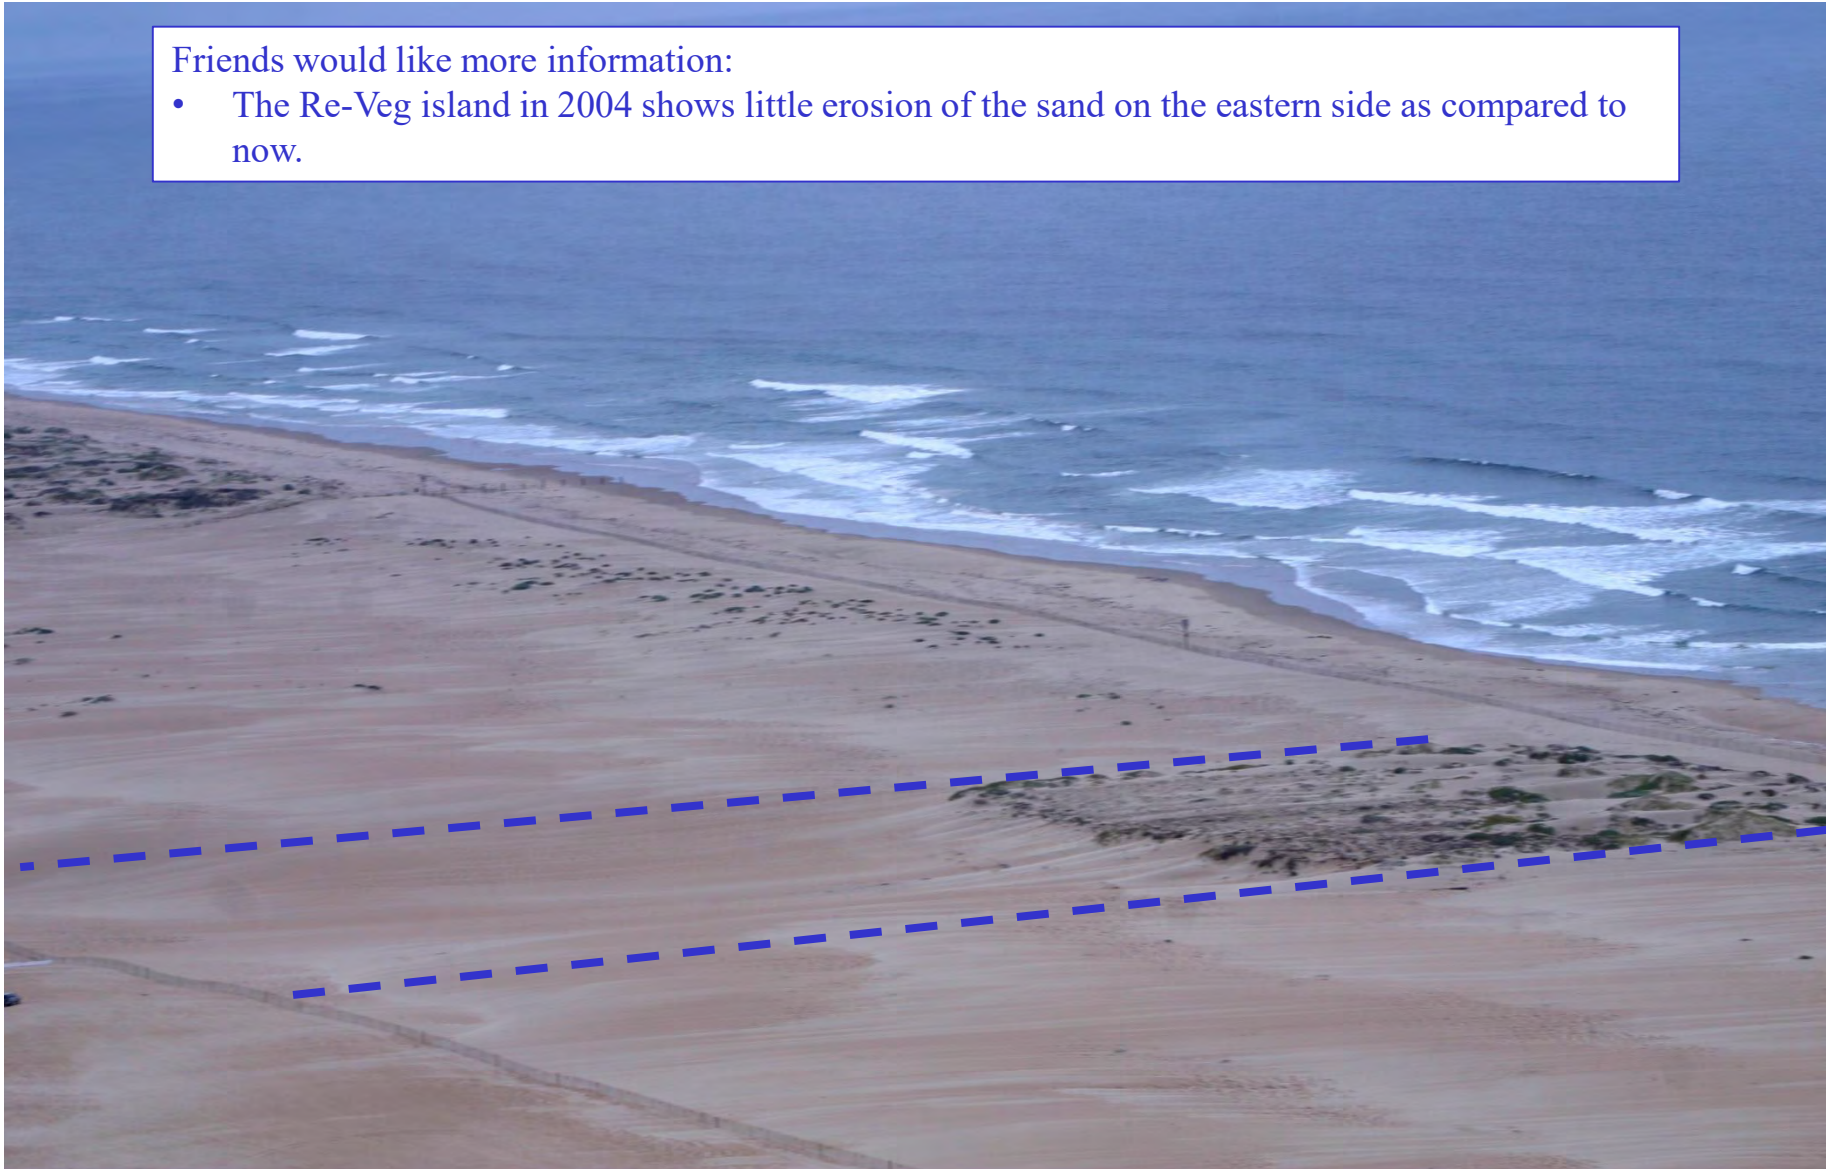 Friends would like more information:
• The Re-Veg island in 2004 shows little erosion of the sand on the eastern side as compared to
now.